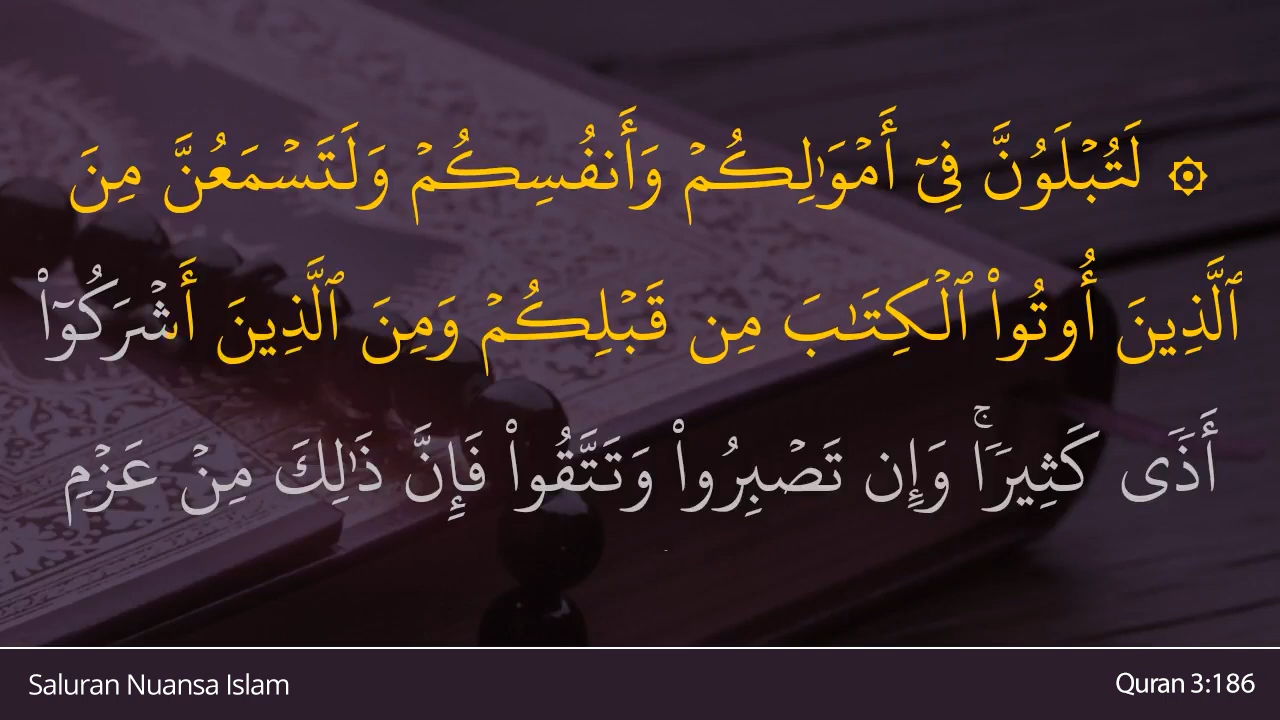 ۞ لَتُبۡلَوُنَّ فِيٓ أَمۡوَٰلِكُمۡ وَأَنفُسِكُمۡ وَلَتَسۡمَعُنَّ مِنَ
ٱلَّذِينَ أُوتُواْ ٱلۡكِتَٰبَ مِن قَبۡلِكُمۡ وَمِنَ ٱلَّذِينَ أَشۡرَكُوٓاْ
أَذٗى كَثِيرٗاۚ وَإِن تَصۡبِرُواْ وَتَتَّقُواْ فَإِنَّ ذَٰلِكَ مِنۡ عَزۡمِ
Saluran Nuansa Islam
Quran 3:186